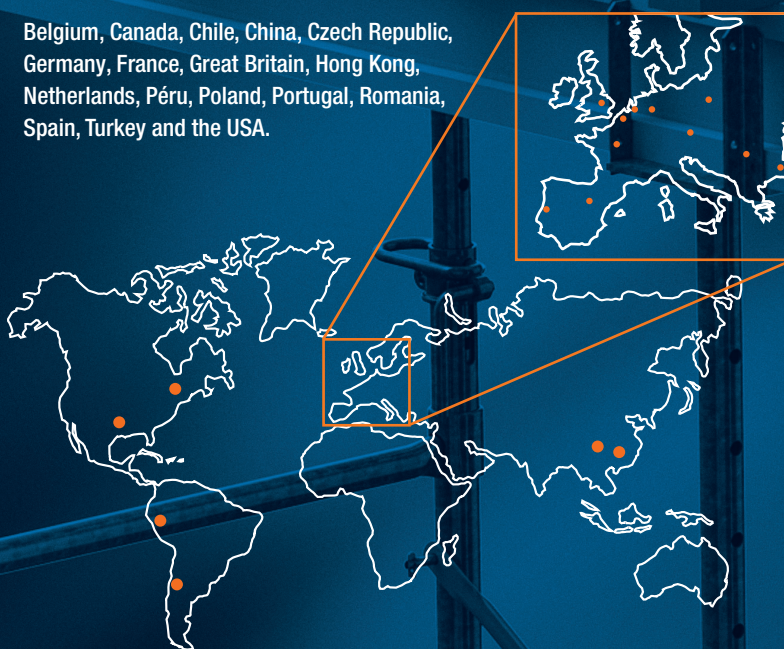 Belgium, Canada, Chile, China, Czech Republic,
Germany, France, Great Britain, Hong Kong,
Netherlands, Péru, Poland, Portugal, Romania,
Spain, Turkey and the USA.